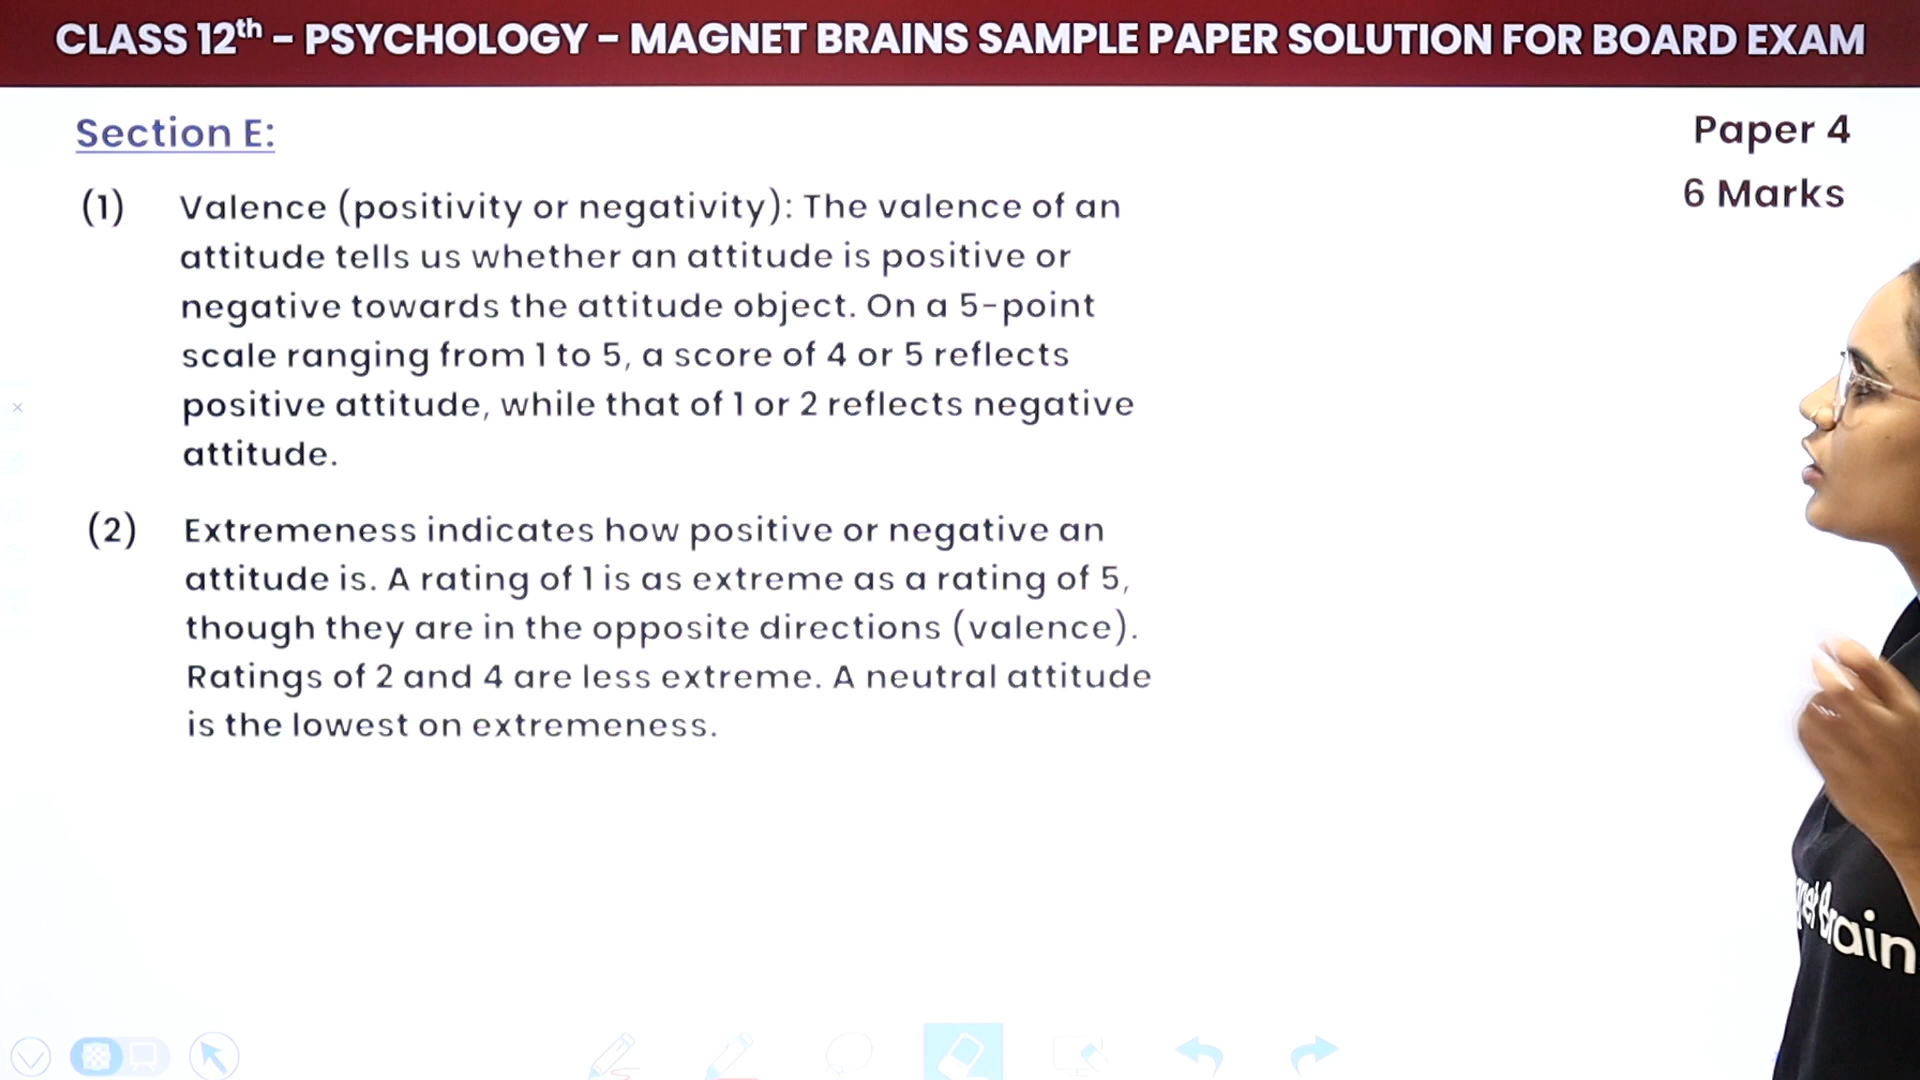 CLASS 12th - PSYCHOLOGY - MAGNET BRAINS SAMPLE PAPER SOLUTION FOR BOARD EXAM
Section E:
Paper 4
6 Marks
(1) Valence (positivity or negativity): The valence of an
attitude tells us whether an attitude is positive or
negative towards the attitude object. On a 5-point
scale ranging from 1 to 5, a score of 4 or 5 reflects
positive attitude, while that of 1 or 2 reflects negative
attitude.
(2) Extremeness indicates how positive or negative an
attitude is. A rating of 1 is as extreme as a rating of 5,
though they are in the opposite directions (valence).
Ratings of 2 and 4 are less extreme. A neutral attitude
is the lowest on extremeness.